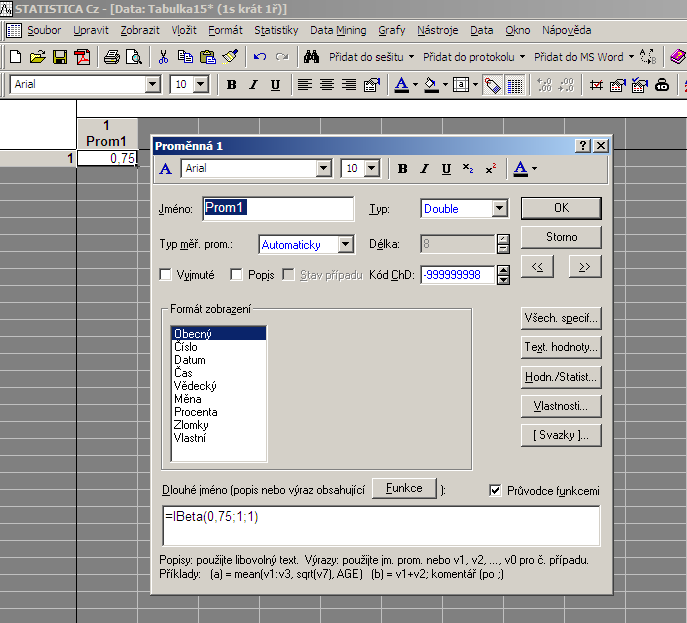 STATISTICA Cz - [Data: Tabulka15* (1s krát 1ř)]
Soubor Upravit Zobrazit Vložit Formát Statistiky Data Mining Grafy Nástroje Data Okno Nápověda
Přidat do sešitu Přidat do protokolu Přidat do MS Word
Arial 10 B I U
1
Prom1
1 0,75
Proměnná 1
A Arial 10 B I U x₂ x² A
Jméno: Prom1 Typ: Double OK
Typ měř. prom.: Automaticky Délka: 8 Storno
Vyjmuté Popis Stav případu Kód ChD: -999999998 << >>
Formát zobrazení
Všech. specif...
Obecný
Číslo
Text. hodnoty...
Datum
Čas
Hodn./Statist...
Vědecký
Měna
Vlastnosti...
Procenta
Zlomky
[ Svazky ]...
Vlastní
Dlouhé jméno (popis nebo výraz obsahující Funkce ): Průvodce funkcemi
=IBeta(0,75;1;1)
Popisy: použijte libovolný text. Výrazy: použijte jm. prom. nebo v1, v2, ..., v0 pro č. případu.
Příklady: (a) = mean(v1:v3, sqrt(v7), AGE) (b) = v1+v2; komentář (po ;)